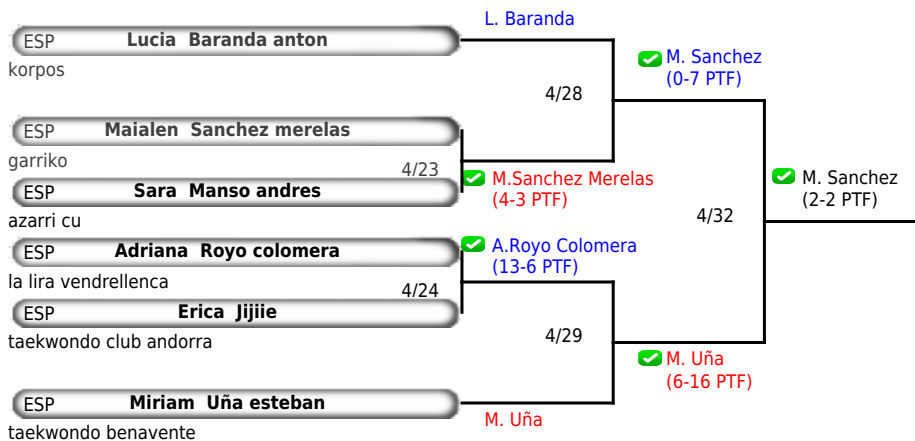 L. Baranda
ESP Lucia Baranda anton
korpos
M. Sanchez
(0-7 PTF)
4/28
ESP Maialen Sanchez merelas
garriko
4/23
M.Sanchez Merelas
(4-3 PTF)
ESP Sara Manso andres
azarri cu
M. Sanchez
(2-2 PTF)
4/32
ESP Adriana Royo colomera
la lira vendrellenca
A.Royo Colomera
(13-6 PTF)
4/24
ESP Erica Jijiie
taekwondo club andorra
4/29
M. Uña
(6-16 PTF)
ESP Miriam Uña esteban
taekwondo benavente
M. Uña